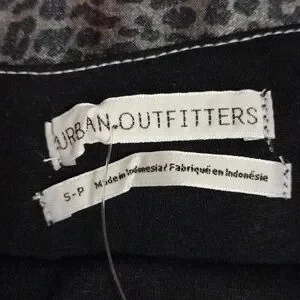 URBAN OUTFITTERS
S-P Made in Indonesia / Fabriqué en Indonésie